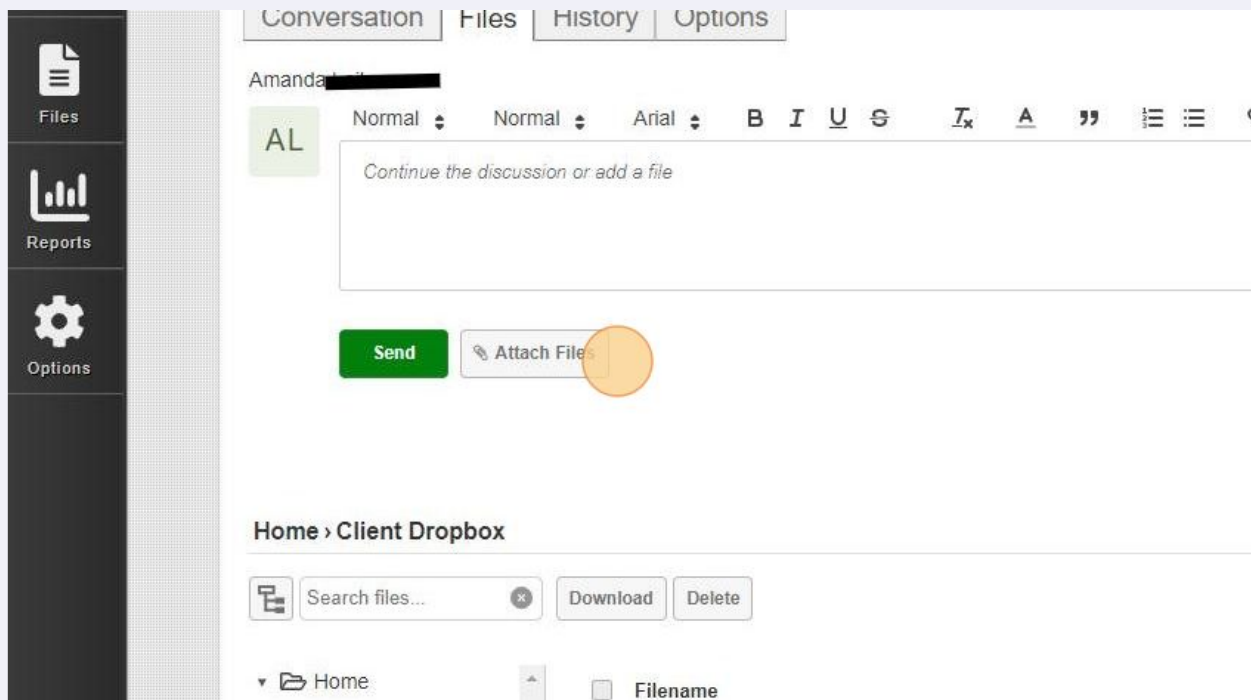 Conversation Files History Options
Files
Amanda
AL
Normal Normal Arial B I U S
Continue the discussion or add a file
Reports
Send Attach Files
Options
Home › Client Dropbox
Search files... Download Delete
Home
Filename